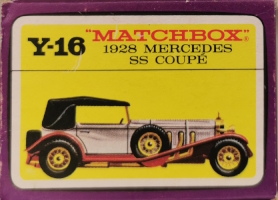 Y-16 "MATCHBOX"®
1928 MERCEDES
SS COUPÉ